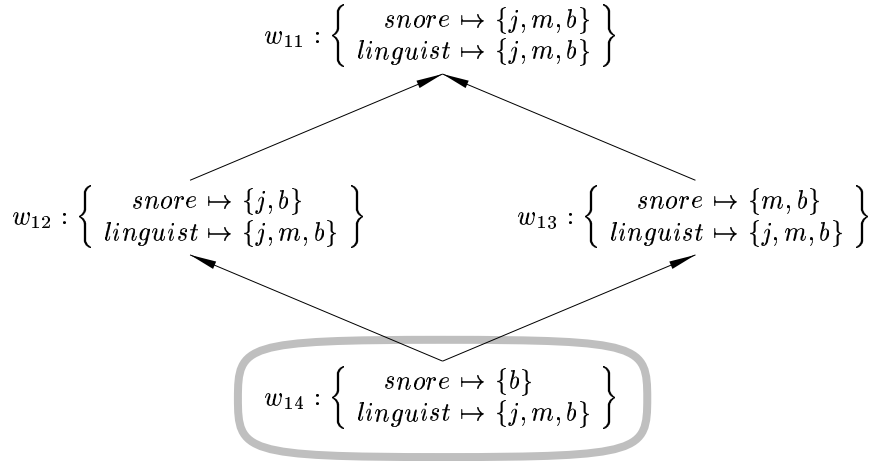 w₁₁ : { snore ↦ {j, m, b}
linguist ↦ {j, m, b} }
w₁₂ : { snore ↦ {j, b}
linguist ↦ {j, m, b} }
w₁₃ : { snore ↦ {m, b}
linguist ↦ {j, m, b} }
w₁₄ : { snore ↦ {b}
linguist ↦ {j, m, b} }